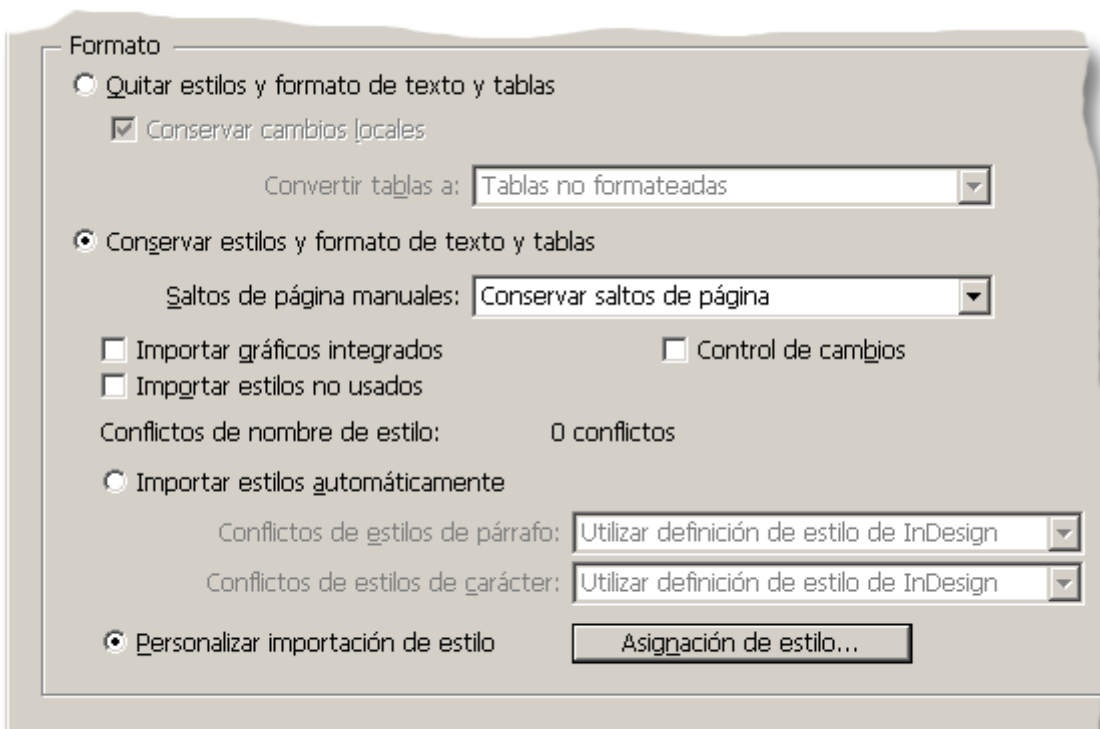 Formato
Quitar estilos y formato de texto y tablas
Conservar cambios locales
Convertir tablas a: Tablas no formateadas
Conservar estilos y formato de texto y tablas
Saltos de página manuales: Conservar saltos de página
Importar gráficos integrados Control de cambios
Importar estilos no usados
Conflictos de nombre de estilo: 0 conflictos
Importar estilos automáticamente
Conflictos de estilos de párrafo: Utilizar definición de estilo de InDesign
Conflictos de estilos de carácter: Utilizar definición de estilo de InDesign
Personalizar importación de estilo Asignación de estilo...